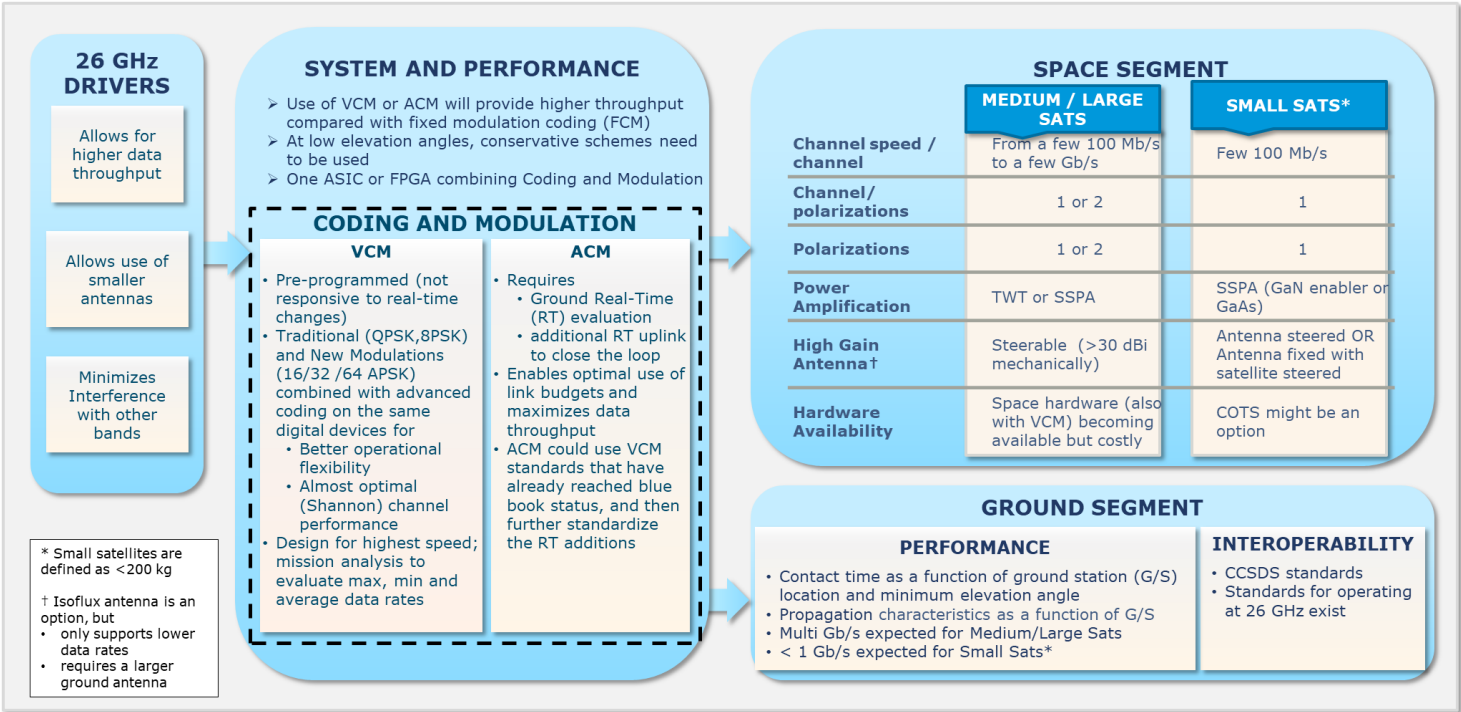 26 GHz
DRIVERS
Allows for
higher data
throughput
Allows use of
smaller
antennas
Minimizes
Interference
with other
bands
* Small satellites are
defined as <200 kg
† Isoflux antenna is an
option, but
• only supports lower
data rates
• requires a larger
ground antenna
SYSTEM AND PERFORMANCE
➢ Use of VCM or ACM will provide higher throughput
compared with fixed modulation coding (FCM)
➢ At low elevation angles, conservative schemes need
to be used
➢ One ASIC or FPGA combining Coding and Modulation
CODING AND MODULATION
VCM
• Pre-programmed (not
responsive to real-time
changes)
• Traditional (QPSK,8PSK)
and New Modulations
(16/32 /64 APSK)
combined with advanced
coding on the same
digital devices for
• Better operational
flexibility
• Almost optimal
(Shannon) channel
performance
• Design for highest speed;
mission analysis to
evaluate max, min and
average data rates
ACM
• Requires
• Ground Real-Time
(RT) evaluation
• additional RT uplink
to close the loop
• Enables optimal use of
link budgets and
maximizes data
throughput
• ACM could use VCM
standards that have
already reached blue
book status, and then
further standardize
the RT additions
SPACE SEGMENT
MEDIUM / LARGE
SATS
SMALL SATS*
Channel speed /
channel
From a few 100 Mb/s
to a few Gb/s
Few 100 Mb/s
Channel/
polarizations
1 or 2
1
Polarizations
1 or 2
1
Power
Amplification
TWT or SSPA
SSPA (GaN enabler or
GaAs)
High Gain
Antenna†
Steerable (>30 dBi
mechanically)
Antenna steered OR
Antenna fixed with
satellite steered
Hardware
Availability
Space hardware (also
with VCM) becoming
available but costly
COTS might be an
option
GROUND SEGMENT
PERFORMANCE
• Contact time as a function of ground station (G/S)
location and minimum elevation angle
• Propagation characteristics as a function of G/S
• Multi Gb/s expected for Medium/Large Sats
• < 1 Gb/s expected for Small Sats*
INTEROPERABILITY
• CCSDS standards
• Standards for operating
at 26 GHz exist